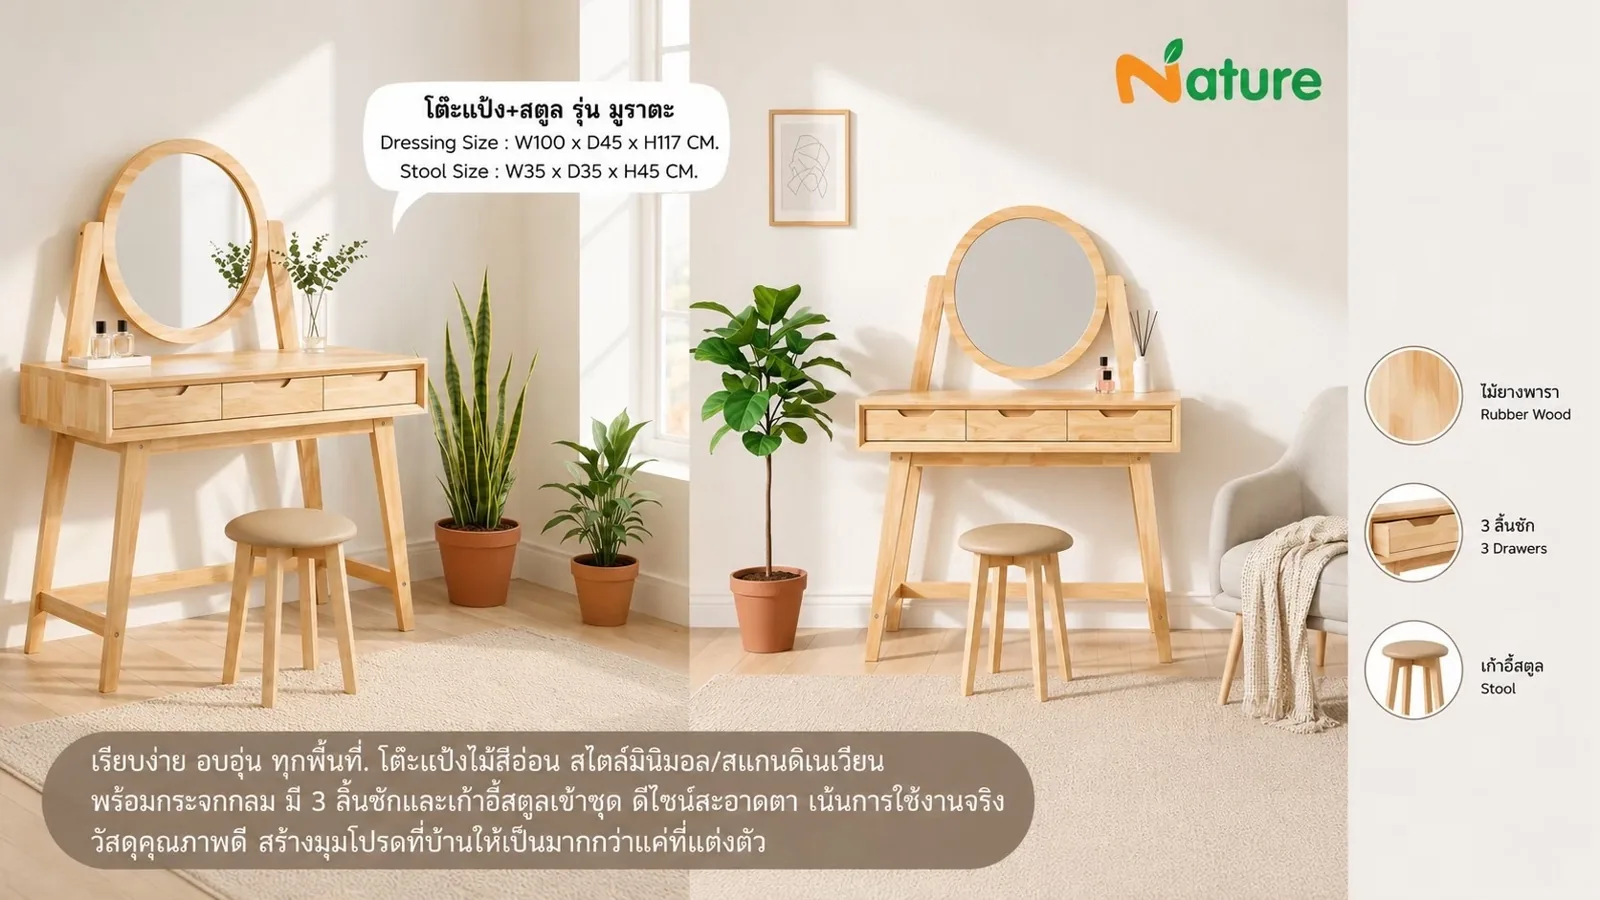 โต๊ะแป้ง+สตูล รุ่น มูราตะ
Dressing Size : W100 x D45 x H117 CM.
Stool Size : W35 x D35 x H45 CM.
Nature
ไม้ยางพารา
Rubber Wood
3 ลิ้นชัก
3 Drawers
เก้าอี้สตูล
Stool
เรียบง่าย อบอุ่น ทุกพื้นที่. โต๊ะแป้งไม้สีอ่อน สไตล์มินิมอล/สแกนดิเนเวียน
พร้อมกระจกกลม มี 3 ลิ้นชักและเก้าอี้สตูลเข้าชุด ดีไซน์สะอาดตา เน้นการใช้งานจริง
วัสดุคุณภาพดี สร้างมุมโปรดที่บ้านให้เป็นมากกว่าแค่ที่แต่งตัว